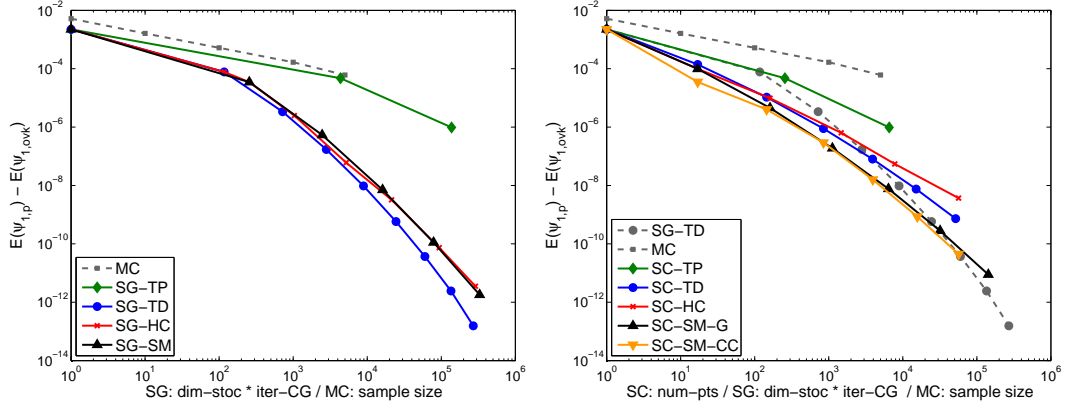 10^−2
10^−4
10^−6
10^−8
10^−10
10^−12
10^−14
E(ψ_1,p) − E(ψ_1,ovk)
10^0
10^1
10^2
10^3
10^4
10^5
10^6
SG: dim−stoc * iter−CG / MC: sample size
MC
SG−TP
SG−TD
SG−HC
SG−SM
10^−2
10^−4
10^−6
10^−8
10^−10
10^−12
10^−14
E(ψ_1,p) − E(ψ_1,ovk)
10^0
10^1
10^2
10^3
10^4
10^5
10^6
SC: num−pts / SG: dim−stoc * iter−CG / MC: sample size
SG−TD
MC
SC−TP
SC−TD
SC−HC
SC−SM−G
SC−SM−CC